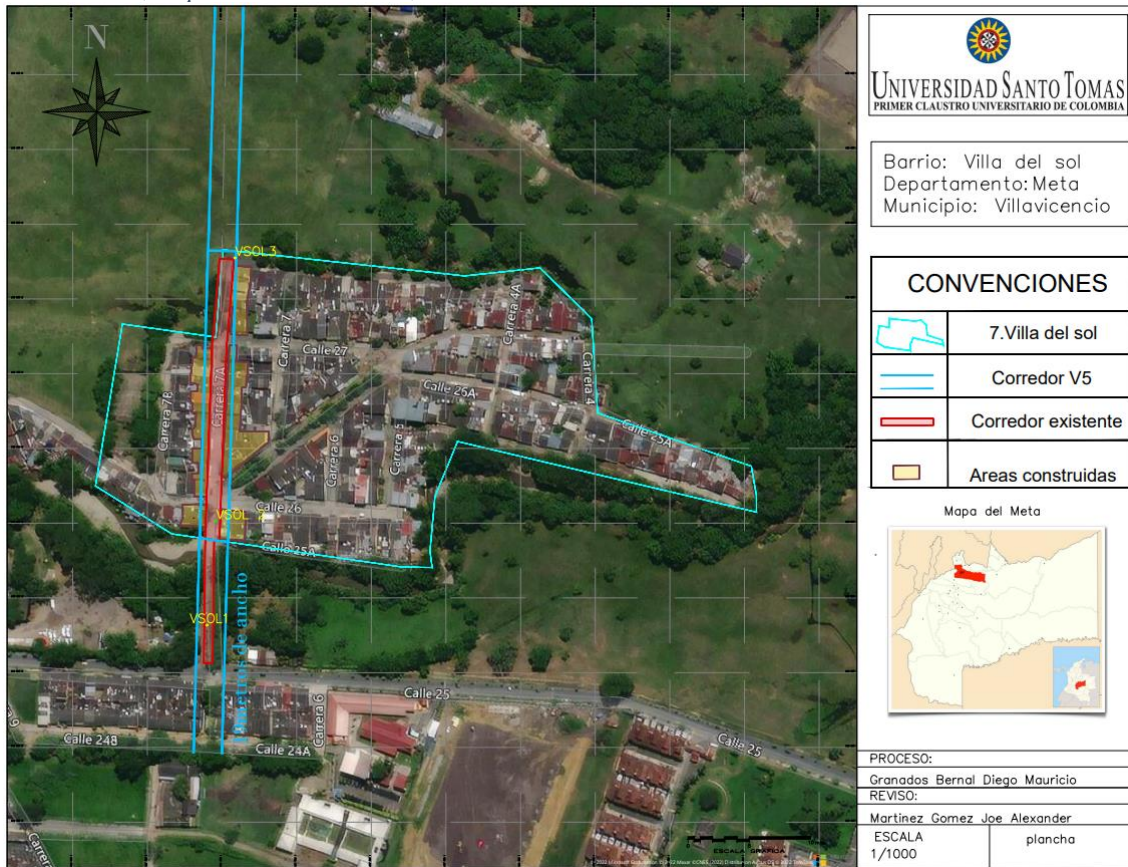 N
UNIVERSIDAD SANTO TOMAS
PRIMER CLAUSTRO UNIVERSITARIO DE COLOMBIA
Barrio: Villa del sol
Departamento: Meta
Municipio: Villavicencio
CONVENCIONES
7.Villa del sol
Corredor V5
Corredor existente
Areas construidas
Mapa del Meta
PROCESO:
Granados Bernal Diego Mauricio
REVISO:
Martinez Gomez Joe Alexander
ESCALA
1/1000
plancha
VSOL3
Carrera 7
Carrera 4A
Calle 27
Carrera 7A
Carrera 7B
Calle 26A
Carrera 4
Calle 25A
Carrera 6
Carrera 5
VSOL 2
Calle 26
Calle 25A
VSOL1
metros de ancho
Calle 25
Carrera 6
Calle 24B
Calle 24A
Calle 25
Carrera
ESCALA GRAFICA